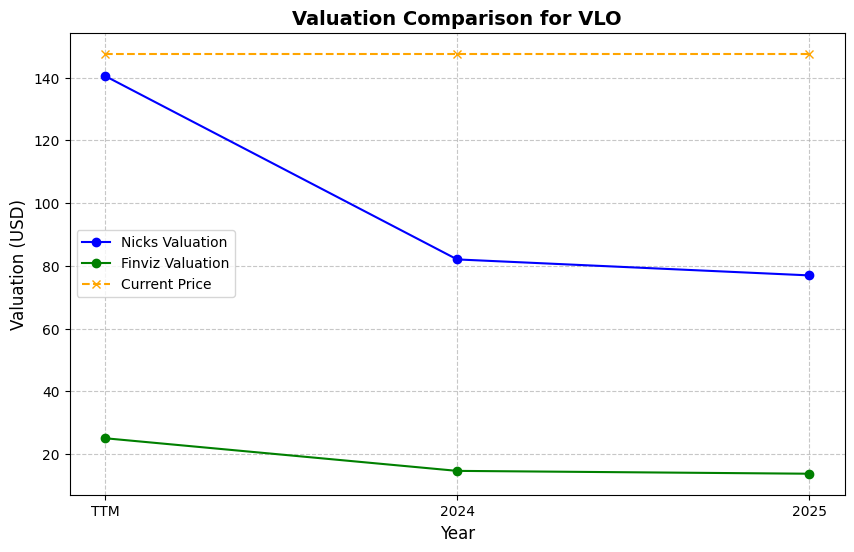 Valuation Comparison for VLO
Valuation (USD)
140
120
100
80
60
40
20
Nicks Valuation
Finviz Valuation
Current Price
TTM
2024
2025
Year